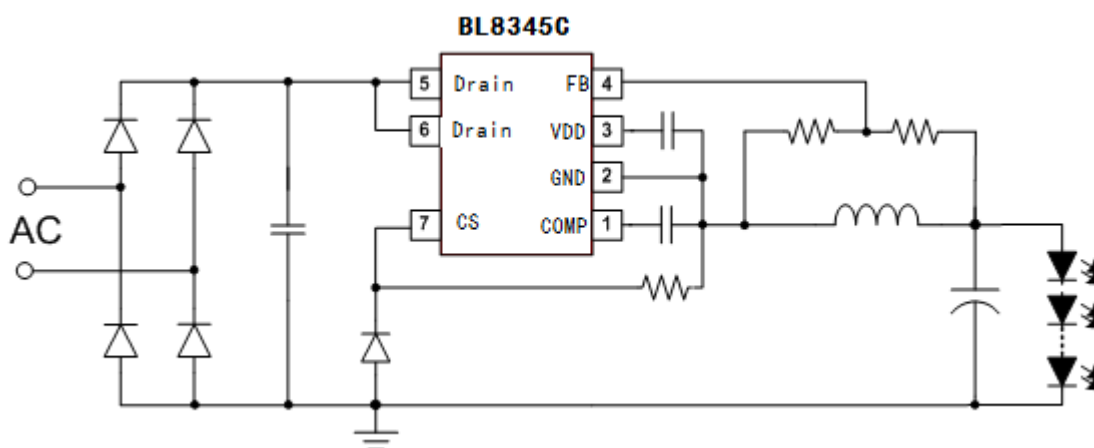 BL8345C
5 Drain FB 4
6 Drain VDD 3
GND 2
7 CS COMP 1
AC